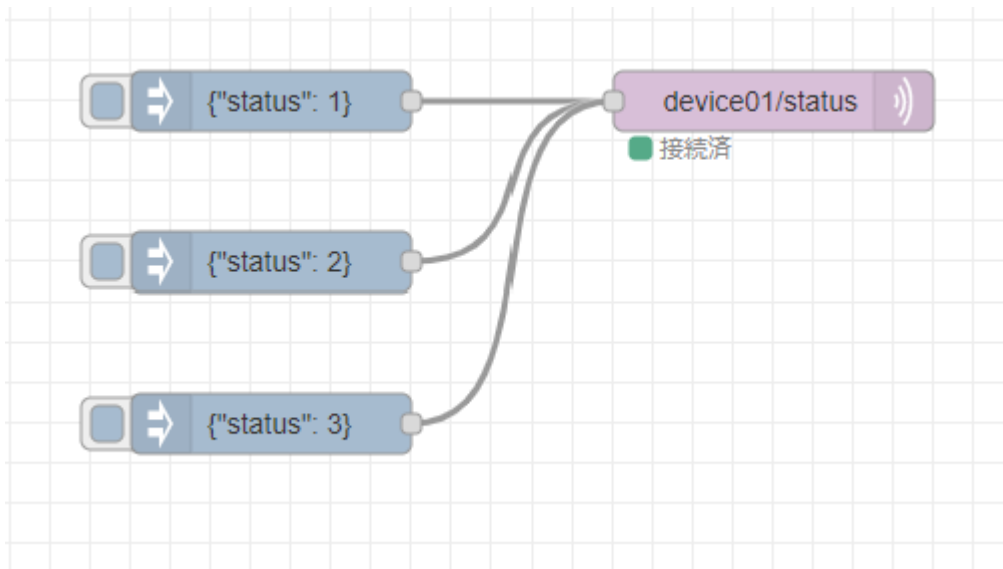 {"status": 1}
device01/status
接続済
{"status": 2}
{"status": 3}